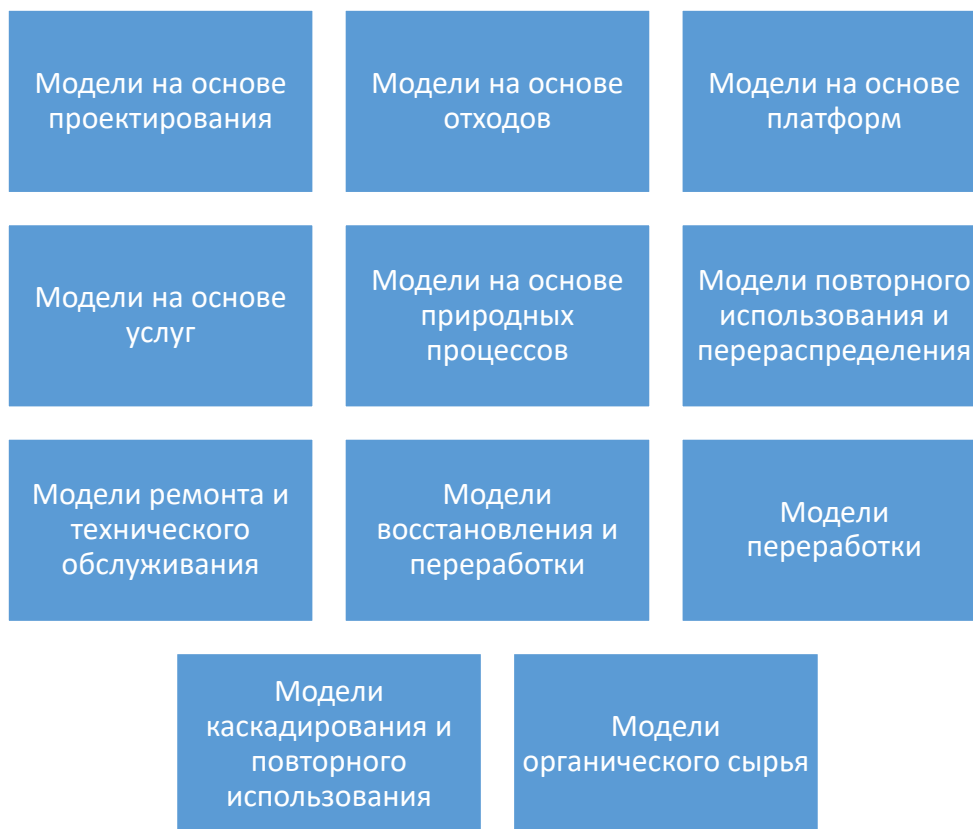 Модели на основе
проектирования
Модели на основе
отходов
Модели на основе
платформ
Модели на основе
услуг
Модели на основе
природных
процессов
Модели повторного
использования и
перераспределения
Модели ремонта и
технического
обслуживания
Модели
восстановления и
переработки
Модели
переработки
Модели
каскадирования и
повторного
использования
Модели
органического сырья